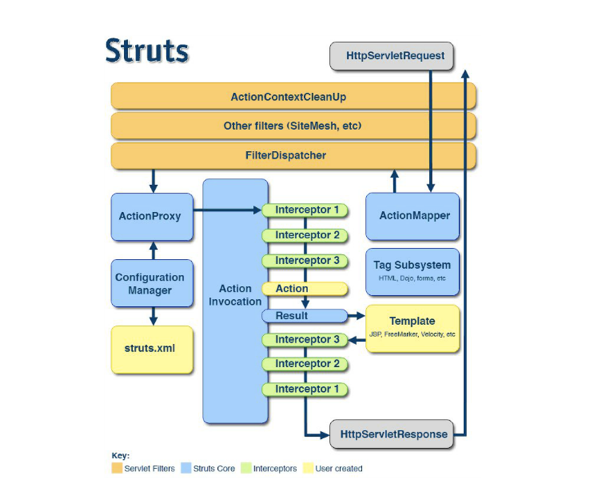 Struts
HttpServletRequest
ActionContextCleanUp
Other filters (SiteMesh, etc)
FilterDispatcher
ActionProxy
Interceptor 1
ActionMapper
Interceptor 2
Interceptor 3
Tag Subsystem
HTML, Dojo, forms, etc
Configuration
Manager
Action
Invocation
Action
Result
Template
JSP, FreeMarker, Velocity, etc
struts.xml
Interceptor 3
Interceptor 2
Interceptor 1
HttpServletResponse
Key:
Servlet Filters
Struts Core
Interceptors
User created